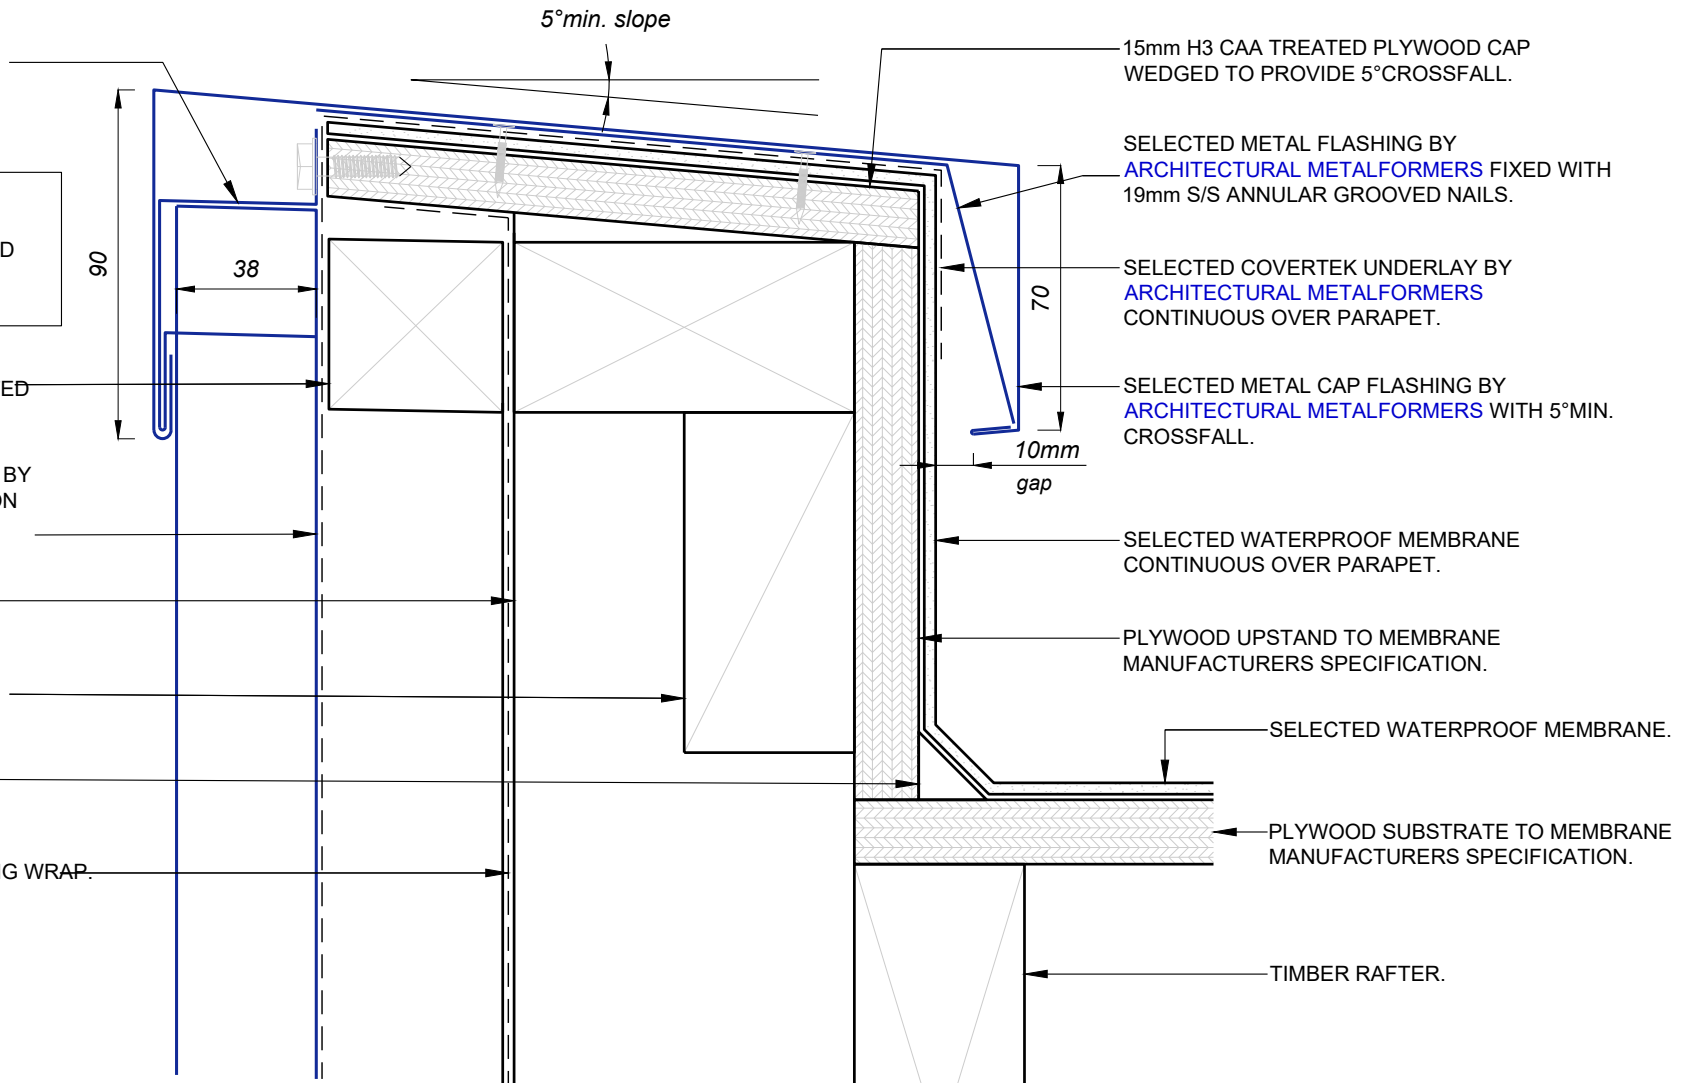 5°min. slope
15mm H3 CAA TREATED PLYWOOD CAP
WEDGED TO PROVIDE 5°CROSSFALL.
SELECTED METAL FLASHING BY
ARCHITECTURAL METALFORMERS FIXED WITH
19mm S/S ANNULAR GROOVED NAILS.
D
90
38
SELECTED COVERTEK UNDERLAY BY
ARCHITECTURAL METALFORMERS
CONTINUOUS OVER PARAPET.
70
ED
SELECTED METAL CAP FLASHING BY
ARCHITECTURAL METALFORMERS WITH 5°MIN.
CROSSFALL.
10mm
gap
BY
ON
SELECTED WATERPROOF MEMBRANE
CONTINUOUS OVER PARAPET.
PLYWOOD UPSTAND TO MEMBRANE
MANUFACTURERS SPECIFICATION.
SELECTED WATERPROOF MEMBRANE.
PLYWOOD SUBSTRATE TO MEMBRANE
MANUFACTURERS SPECIFICATION.
G WRAP.
TIMBER RAFTER.